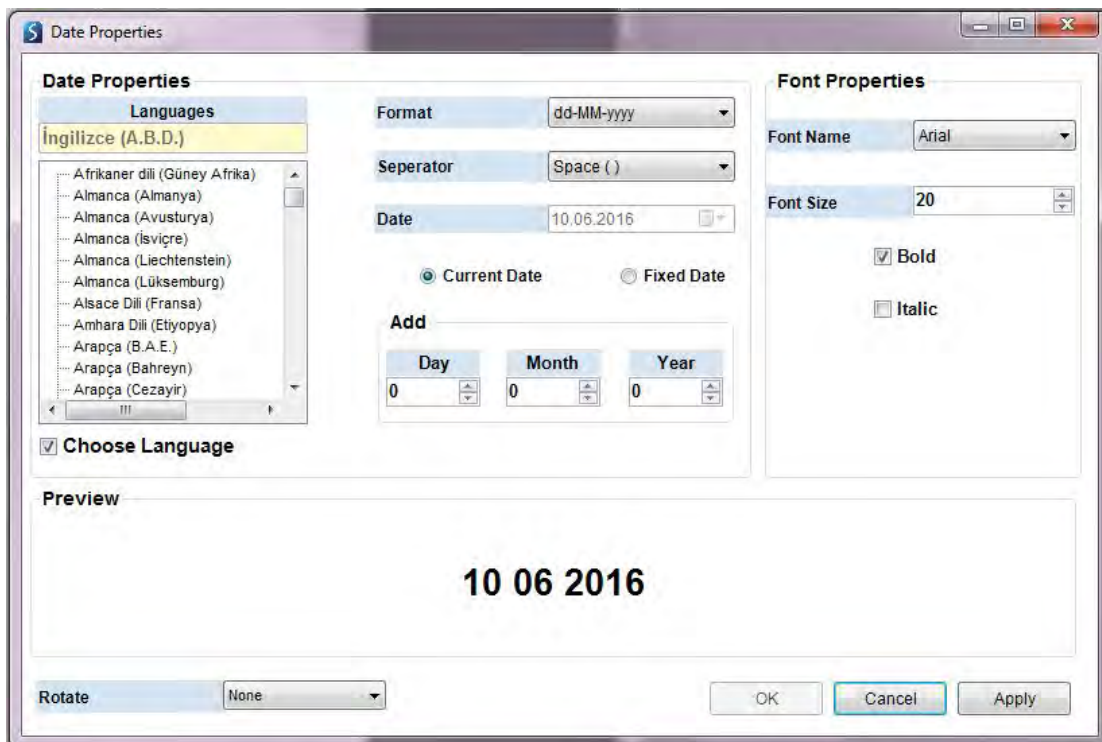 Date Properties
Date Properties
Languages
İngilizce (A.B.D.)
Afrikaner dili (Güney Afrika)
Almanca (Almanya)
Almanca (Avusturya)
Almanca (İsviçre)
Almanca (Liechtenstein)
Almanca (Lüksemburg)
Alsace Dili (Fransa)
Amhara Dili (Etiyopya)
Arapça (B.A.E.)
Arapça (Bahreyn)
Arapça (Cezayir)
Choose Language
Format dd-MM-yyyy
Seperator Space ( )
Date 10.06.2016
Current Date Fixed Date
Add
Day Month Year
0 0 0
Font Properties
Font Name Arial
Font Size 20
Bold
Italic
Preview
10 06 2016
Rotate None OK Cancel Apply